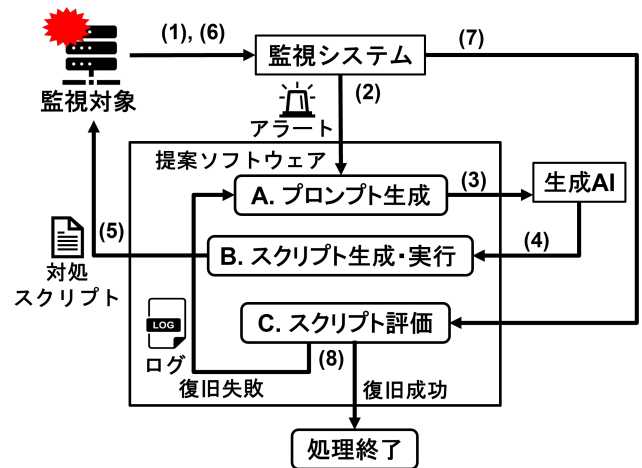 (1), (6)
監視システム
(7)
監視対象
(2)
アラート
提案ソフトウェア
A. プロンプト生成
(3)
生成AI
(5)
B. スクリプト生成・実行
(4)
対処
スクリプト
LOG
ログ
C. スクリプト評価
(8)
復旧失敗
復旧成功
処理終了